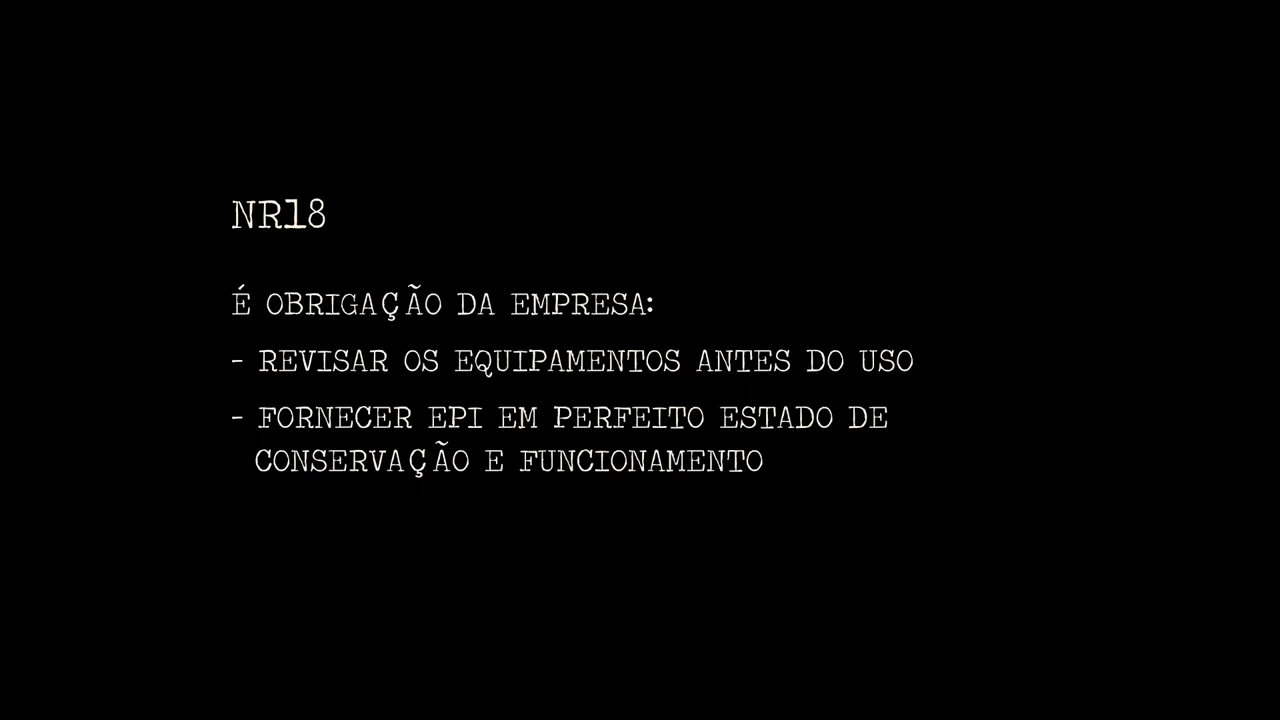 NR18
É OBRIGAÇÃO DA EMPRESA:
- REVISAR OS EQUIPAMENTOS ANTES DO USO
- FORNECER EPI EM PERFEITO ESTADO DE
CONSERVAÇÃO E FUNCIONAMENTO